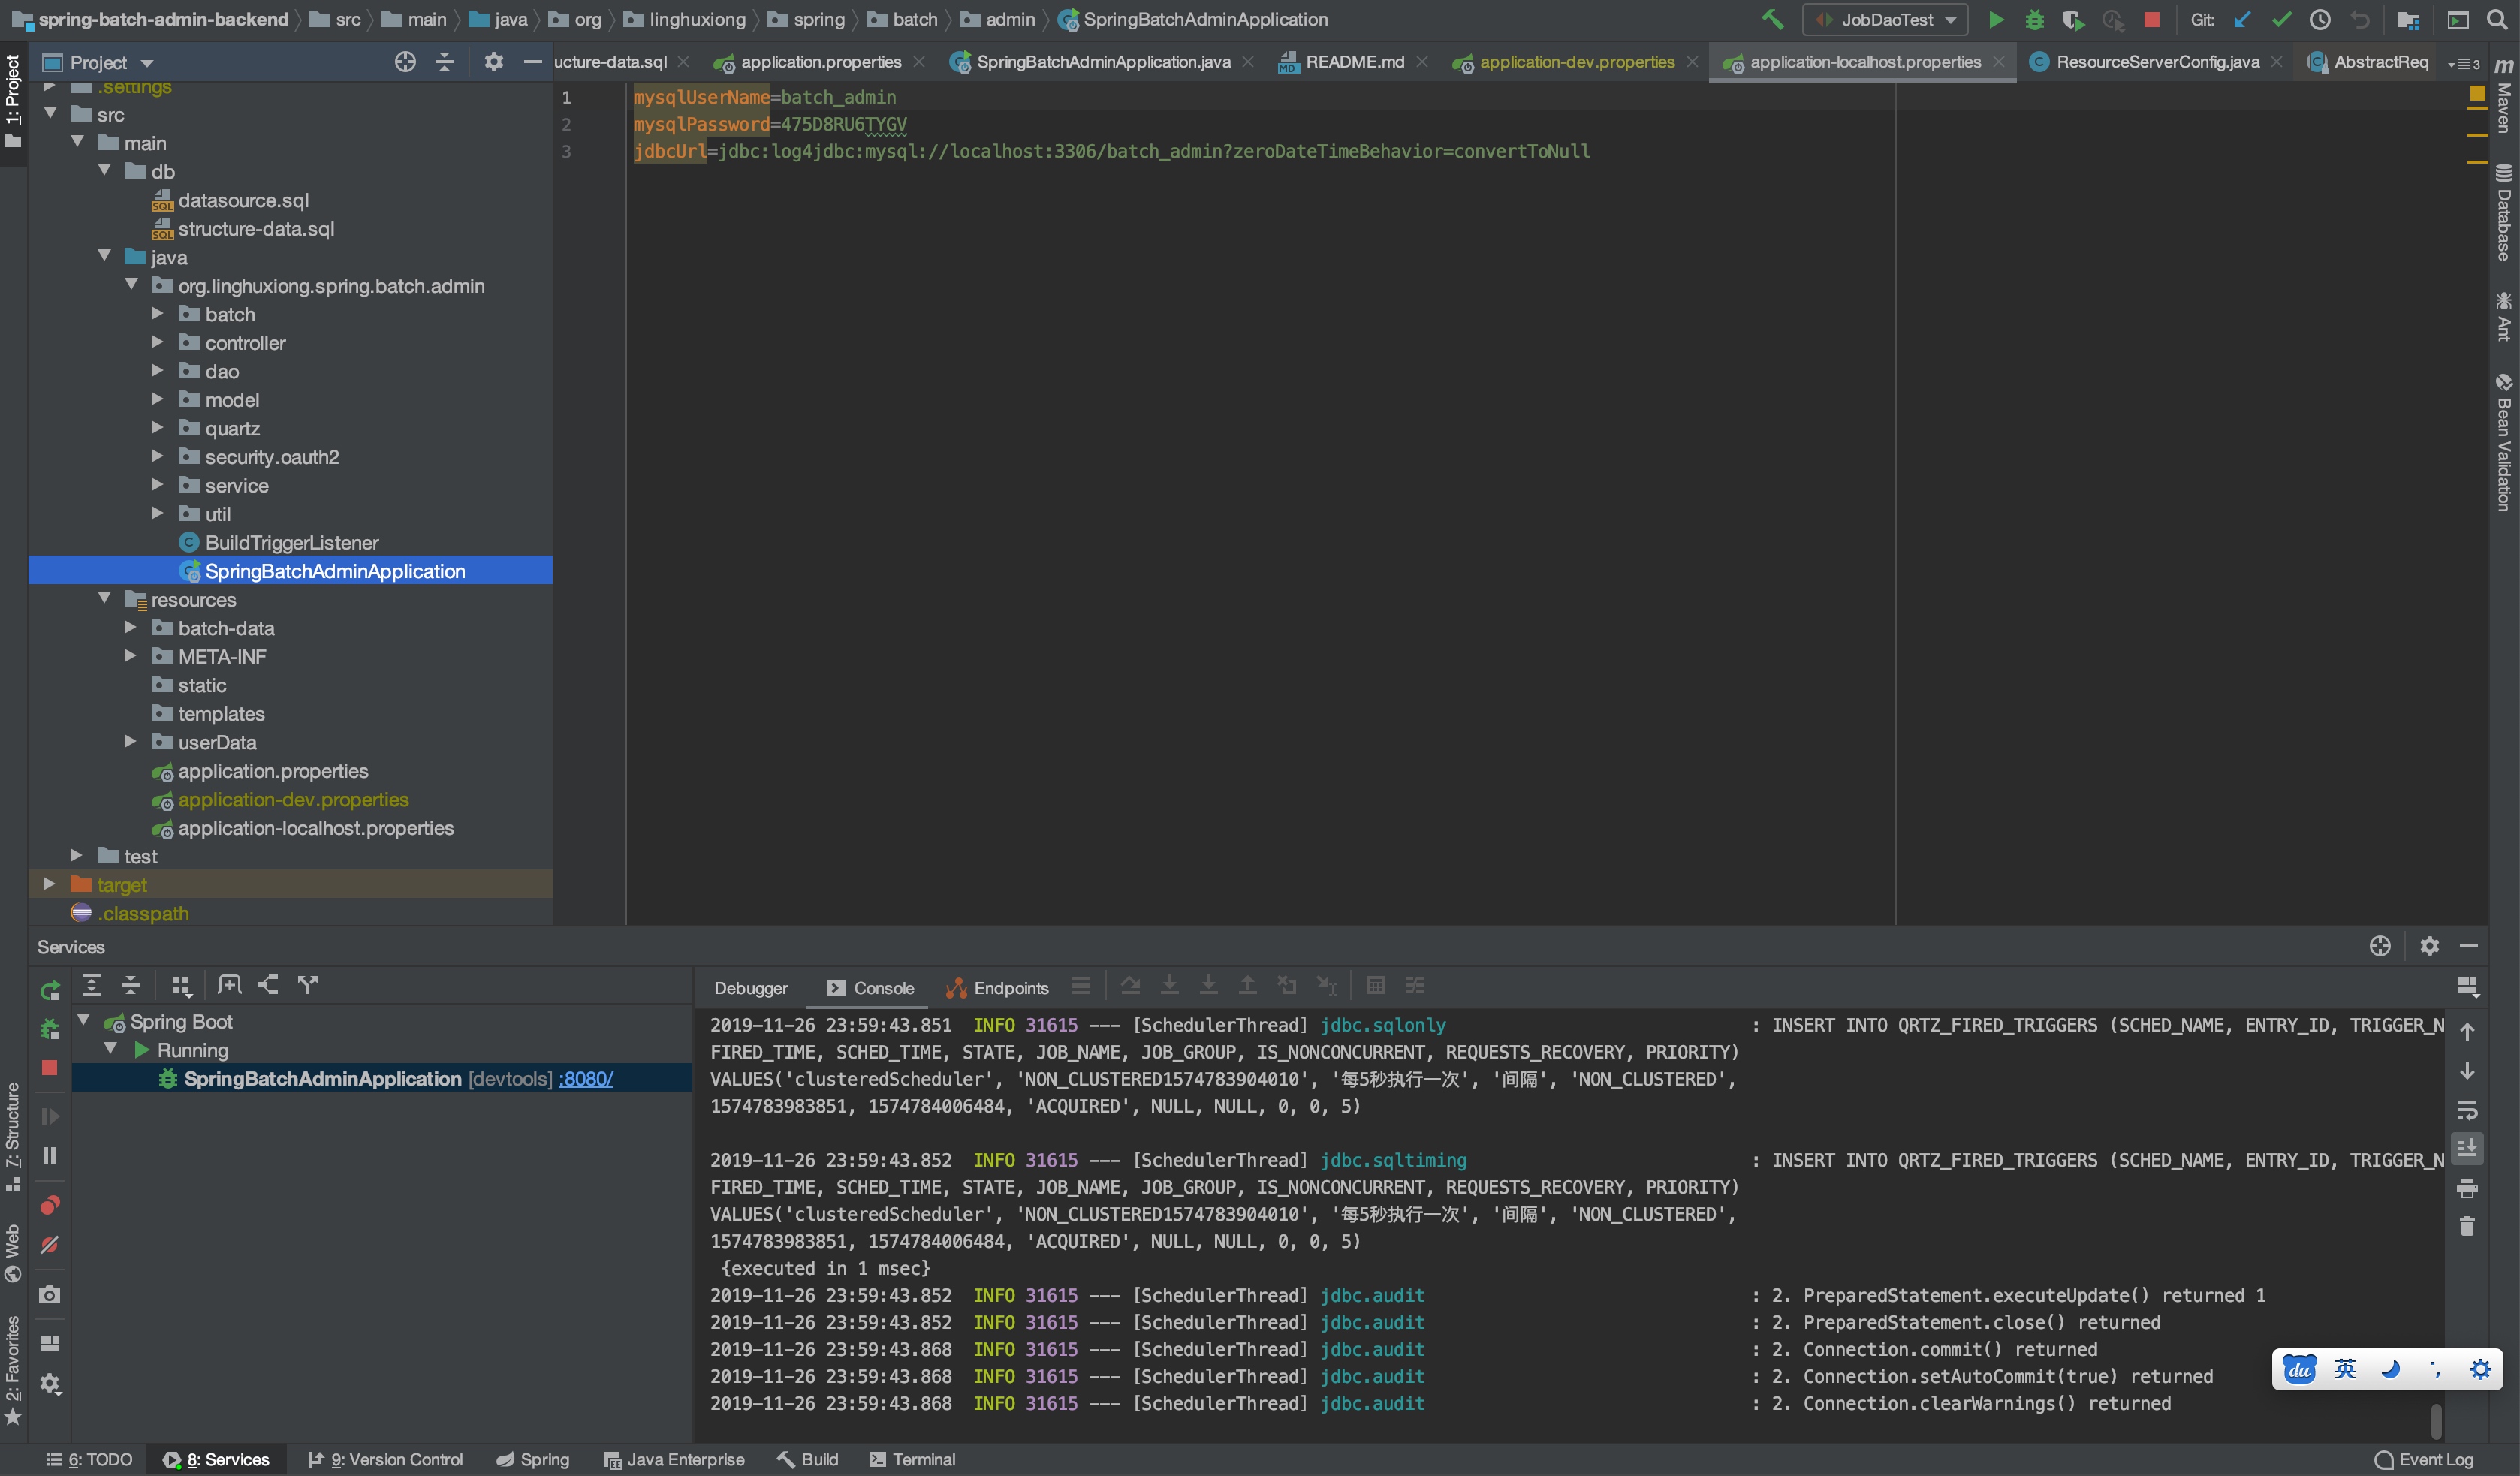 spring-batch-admin-backend src main java org linghuxiong spring batch admin SpringBatchAdminApplication JobDaoTest Git:
1: Project
Project
ucture-data.sql application.properties SpringBatchAdminApplication.java README.md application-dev.properties application-localhost.properties ResourceServerConfig.java AbstractReq 3
.settings
src
main
db
datasource.sql
structure-data.sql
java
org.linghuxiong.spring.batch.admin
batch
controller
dao
model
quartz
security.oauth2
service
util
BuildTriggerListener
SpringBatchAdminApplication
resources
batch-data
META-INF
static
templates
userData
application.properties
application-dev.properties
application-localhost.properties
test
target
.classpath
1 mysqlUserName=batch_admin
2 mysqlPassword=475D8RU6TYGV
3 jdbcUrl=jdbc:log4jdbc:mysql://localhost:3306/batch_admin?zeroDateTimeBehavior=convertToNull
m Maven
Database
Ant
Bean Validation
Services
Spring Boot
Running
SpringBatchAdminApplication [devtools] :8080/
7: Structure
Web
2: Favorites
Debugger Console Endpoints
2019-11-26 23:59:43.851 INFO 31615 --- [SchedulerThread] jdbc.sqlonly : INSERT INTO QRTZ_FIRED_TRIGGERS (SCHED_NAME, ENTRY_ID, TRIGGER_N
FIRED_TIME, SCHED_TIME, STATE, JOB_NAME, JOB_GROUP, IS_NONCONCURRENT, REQUESTS_RECOVERY, PRIORITY)
VALUES('clusteredScheduler', 'NON_CLUSTERED1574783904010', '每5秒执行一次', '间隔', 'NON_CLUSTERED',
1574783983851, 1574784006484, 'ACQUIRED', NULL, NULL, 0, 0, 5)
2019-11-26 23:59:43.852 INFO 31615 --- [SchedulerThread] jdbc.sqltiming : INSERT INTO QRTZ_FIRED_TRIGGERS (SCHED_NAME, ENTRY_ID, TRIGGER_N
FIRED_TIME, SCHED_TIME, STATE, JOB_NAME, JOB_GROUP, IS_NONCONCURRENT, REQUESTS_RECOVERY, PRIORITY)
VALUES('clusteredScheduler', 'NON_CLUSTERED1574783904010', '每5秒执行一次', '间隔', 'NON_CLUSTERED',
1574783983851, 1574784006484, 'ACQUIRED', NULL, NULL, 0, 0, 5)
{executed in 1 msec}
2019-11-26 23:59:43.852 INFO 31615 --- [SchedulerThread] jdbc.audit : 2. PreparedStatement.executeUpdate() returned 1
2019-11-26 23:59:43.852 INFO 31615 --- [SchedulerThread] jdbc.audit : 2. PreparedStatement.close() returned
2019-11-26 23:59:43.868 INFO 31615 --- [SchedulerThread] jdbc.audit : 2. Connection.commit() returned
2019-11-26 23:59:43.868 INFO 31615 --- [SchedulerThread] jdbc.audit : 2. Connection.setAutoCommit(true) returned
2019-11-26 23:59:43.868 INFO 31615 --- [SchedulerThread] jdbc.audit : 2. Connection.clearWarnings() returned
du 英
6: TODO 8: Services 9: Version Control Spring Java Enterprise Build Terminal Event Log